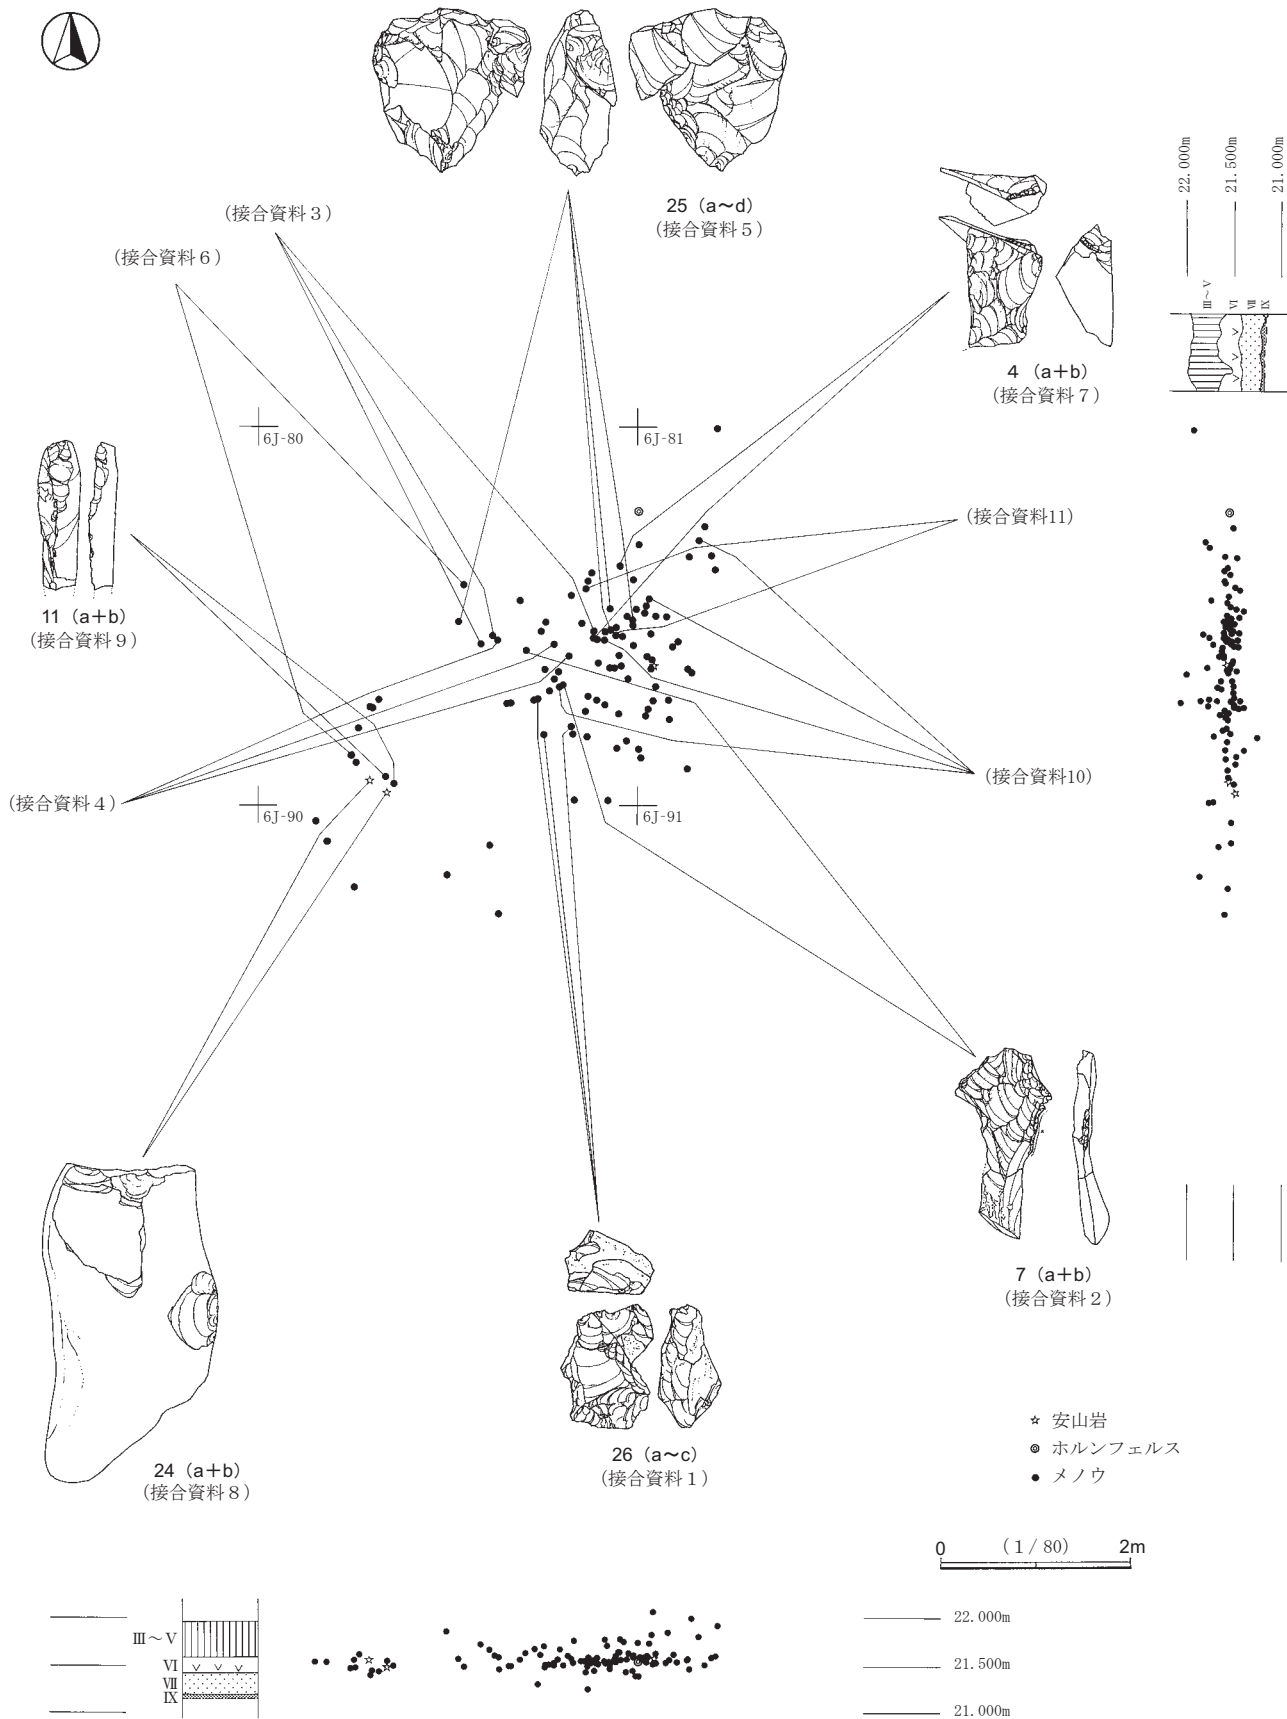 25（a～d）
（接合資料５）
（接合資料３）
（接合資料６）
4 （a＋b）
（接合資料７）
22.000m
21.500m
21.000m
Ⅲ～Ⅴ
Ⅵ
Ⅶ
Ⅸ
6J-80
6J-81
（接合資料11）
11（a＋b）
（接合資料９）
（接合資料10）
（接合資料４）
6J-90
6J-91
7（a＋b）
（接合資料２）
24（a＋b）
（接合資料８）
26（a～c）
（接合資料１）
安山岩
ホルンフェルス
メノウ
0 （１/80） 2m
Ⅲ～Ⅴ
Ⅵ
Ⅶ
Ⅸ
22.000m
21.500m
21.000m